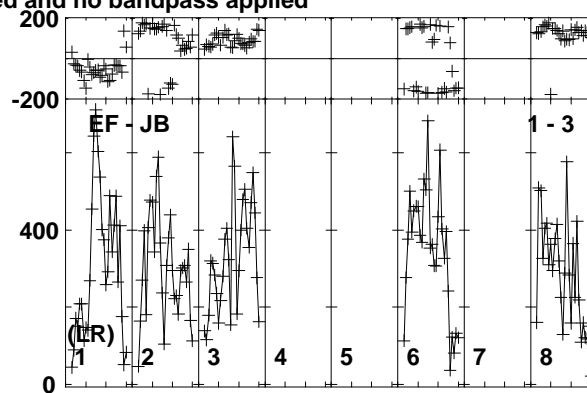 ed and no bandpass applied
200
-200
EF - JB 1 - 3
400
(LR)
1 2 3 4 5 6 7 8
0